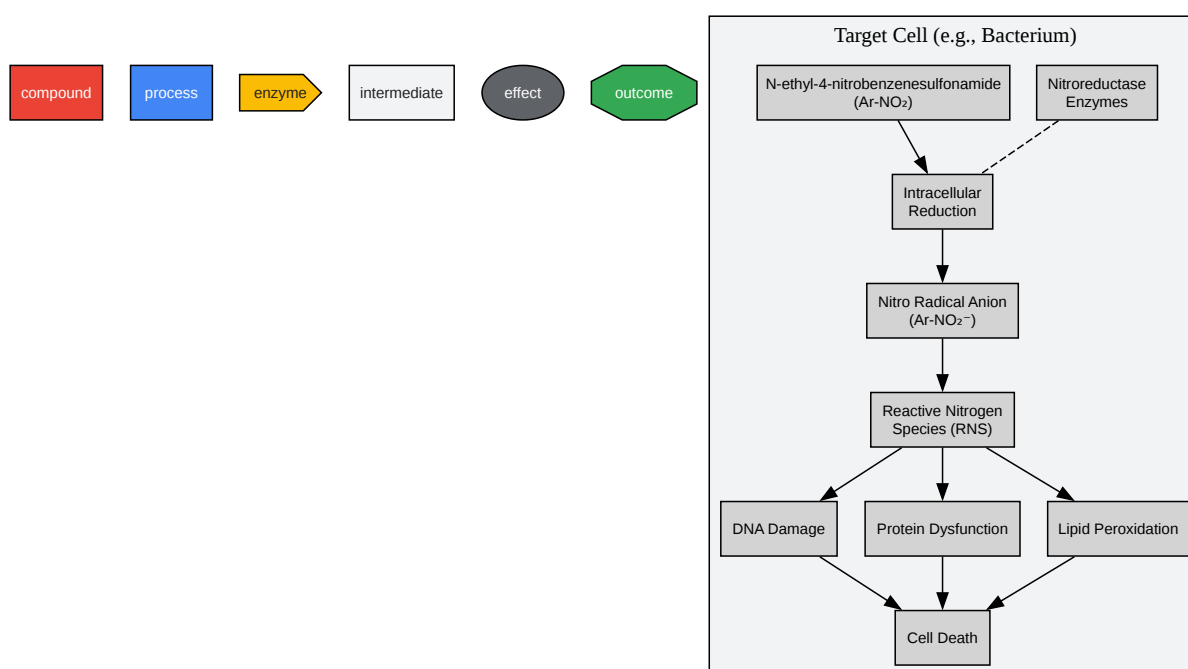 compound
process
enzyme
intermediate
effect
outcome
Target Cell (e.g., Bacterium)
N-ethyl-4-nitrobenzenesulfonamide
(Ar-NO₂)
Nitroreductase
Enzymes
Intracellular
Reduction
Nitro Radical Anion
(Ar-NO₂⁻)
Reactive Nitrogen
Species (RNS)
DNA Damage
Protein Dysfunction
Lipid Peroxidation
Cell Death